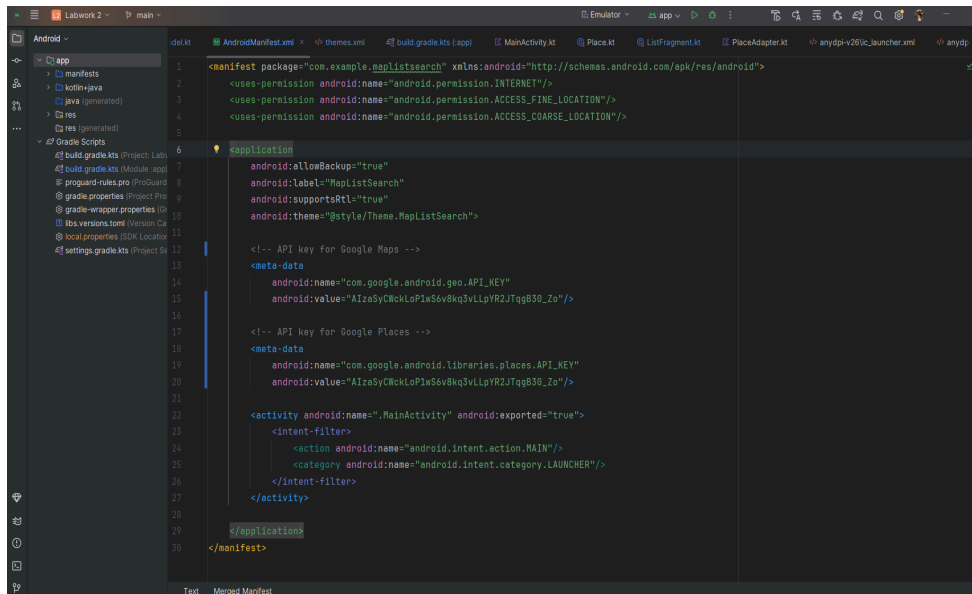 Labwork 2 main Emulator app
Android
del.kt AndroidManifest.xml themes.xml build.gradle.kts (:app) MainActivity.kt Place.kt ListFragment.kt PlaceAdapter.kt anydpi-v26\ic_launcher.xml anydp
app
manifests
kotlin+java
java (generated)
res
res (generated)
Gradle Scripts
build.gradle.kts (Project: Labw
build.gradle.kts (Module :app
proguard-rules.pro (ProGuard
gradle.properties (Project Pro
gradle-wrapper.properties (Gr
libs.versions.toml (Version Ca
local.properties (SDK Location
settings.gradle.kts (Project Se
1 <manifest package="com.example.maplistsearch" xmlns:android="http://schemas.android.com/apk/res/android">
2 <uses-permission android:name="android.permission.INTERNET"/>
3 <uses-permission android:name="android.permission.ACCESS_FINE_LOCATION"/>
4 <uses-permission android:name="android.permission.ACCESS_COARSE_LOCATION"/>
5
6 <application
7 android:allowBackup="true"
8 android:label="MapListSearch"
9 android:supportsRtl="true"
10 android:theme="@style/Theme.MapListSearch">
11
12 <!-- API key for Google Maps -->
13 <meta-data
14 android:name="com.google.android.geo.API_KEY"
15 android:value="AIzaSyCWckLoP1wS6v8kq3vLLpYR2JTqgB30_Zo"/>
16
17 <!-- API key for Google Places -->
18 <meta-data
19 android:name="com.google.android.libraries.places.API_KEY"
20 android:value="AIzaSyCWckLoP1wS6v8kq3vLLpYR2JTqgB30_Zo"/>
21
22 <activity android:name=".MainActivity" android:exported="true">
23 <intent-filter>
24 <action android:name="android.intent.action.MAIN"/>
25 <category android:name="android.intent.category.LAUNCHER"/>
26 </intent-filter>
27 </activity>
28
29 </application>
30 </manifest>
Text Merged Manifest